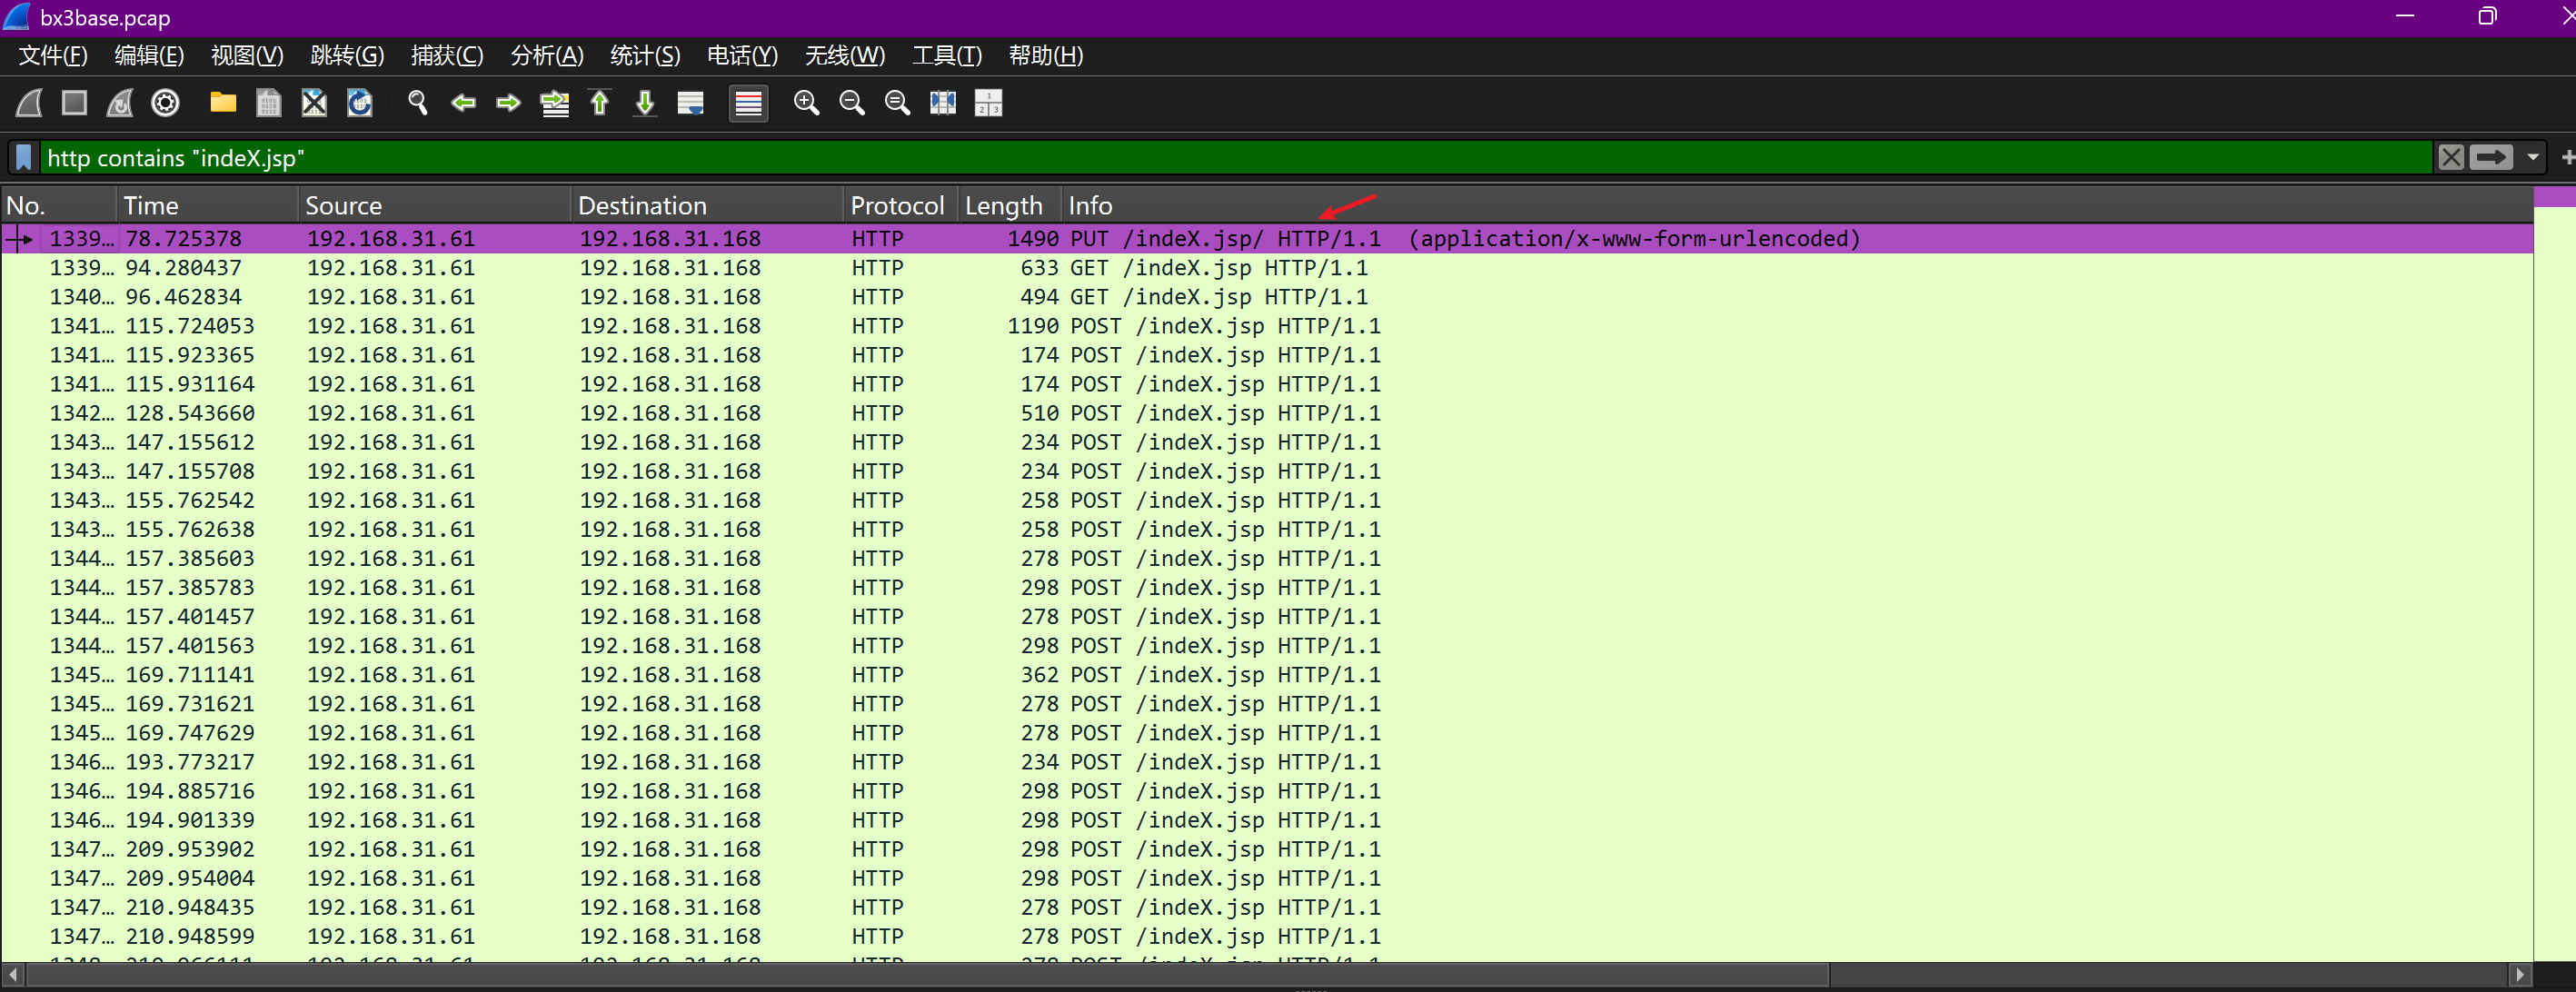 bx3base.pcap
文件(F) 编辑(E) 视图(V) 跳转(G) 捕获(C) 分析(A) 统计(S) 电话(Y) 无线(W) 工具(T) 帮助(H)
http contains "indeX.jsp"
No. Time Source Destination Protocol Length Info
1339… 78.725378 192.168.31.61 192.168.31.168 HTTP 1490 PUT /indeX.jsp/ HTTP/1.1 (application/x-www-form-urlencoded)
1339… 94.280437 192.168.31.61 192.168.31.168 HTTP 633 GET /indeX.jsp HTTP/1.1
1340… 96.462834 192.168.31.61 192.168.31.168 HTTP 494 GET /indeX.jsp HTTP/1.1
1341… 115.724053 192.168.31.61 192.168.31.168 HTTP 1190 POST /indeX.jsp HTTP/1.1
1341… 115.923365 192.168.31.61 192.168.31.168 HTTP 174 POST /indeX.jsp HTTP/1.1
1341… 115.931164 192.168.31.61 192.168.31.168 HTTP 174 POST /indeX.jsp HTTP/1.1
1342… 128.543660 192.168.31.61 192.168.31.168 HTTP 510 POST /indeX.jsp HTTP/1.1
1343… 147.155612 192.168.31.61 192.168.31.168 HTTP 234 POST /indeX.jsp HTTP/1.1
1343… 147.155708 192.168.31.61 192.168.31.168 HTTP 234 POST /indeX.jsp HTTP/1.1
1343… 155.762542 192.168.31.61 192.168.31.168 HTTP 258 POST /indeX.jsp HTTP/1.1
1343… 155.762638 192.168.31.61 192.168.31.168 HTTP 258 POST /indeX.jsp HTTP/1.1
1344… 157.385603 192.168.31.61 192.168.31.168 HTTP 278 POST /indeX.jsp HTTP/1.1
1344… 157.385783 192.168.31.61 192.168.31.168 HTTP 298 POST /indeX.jsp HTTP/1.1
1344… 157.401457 192.168.31.61 192.168.31.168 HTTP 278 POST /indeX.jsp HTTP/1.1
1344… 157.401563 192.168.31.61 192.168.31.168 HTTP 298 POST /indeX.jsp HTTP/1.1
1345… 169.711141 192.168.31.61 192.168.31.168 HTTP 362 POST /indeX.jsp HTTP/1.1
1345… 169.731621 192.168.31.61 192.168.31.168 HTTP 278 POST /indeX.jsp HTTP/1.1
1345… 169.747629 192.168.31.61 192.168.31.168 HTTP 278 POST /indeX.jsp HTTP/1.1
1346… 193.773217 192.168.31.61 192.168.31.168 HTTP 234 POST /indeX.jsp HTTP/1.1
1346… 194.885716 192.168.31.61 192.168.31.168 HTTP 298 POST /indeX.jsp HTTP/1.1
1346… 194.901339 192.168.31.61 192.168.31.168 HTTP 298 POST /indeX.jsp HTTP/1.1
1347… 209.953902 192.168.31.61 192.168.31.168 HTTP 298 POST /indeX.jsp HTTP/1.1
1347… 209.954004 192.168.31.61 192.168.31.168 HTTP 298 POST /indeX.jsp HTTP/1.1
1347… 210.948435 192.168.31.61 192.168.31.168 HTTP 278 POST /indeX.jsp HTTP/1.1
1347… 210.948599 192.168.31.61 192.168.31.168 HTTP 278 POST /indeX.jsp HTTP/1.1